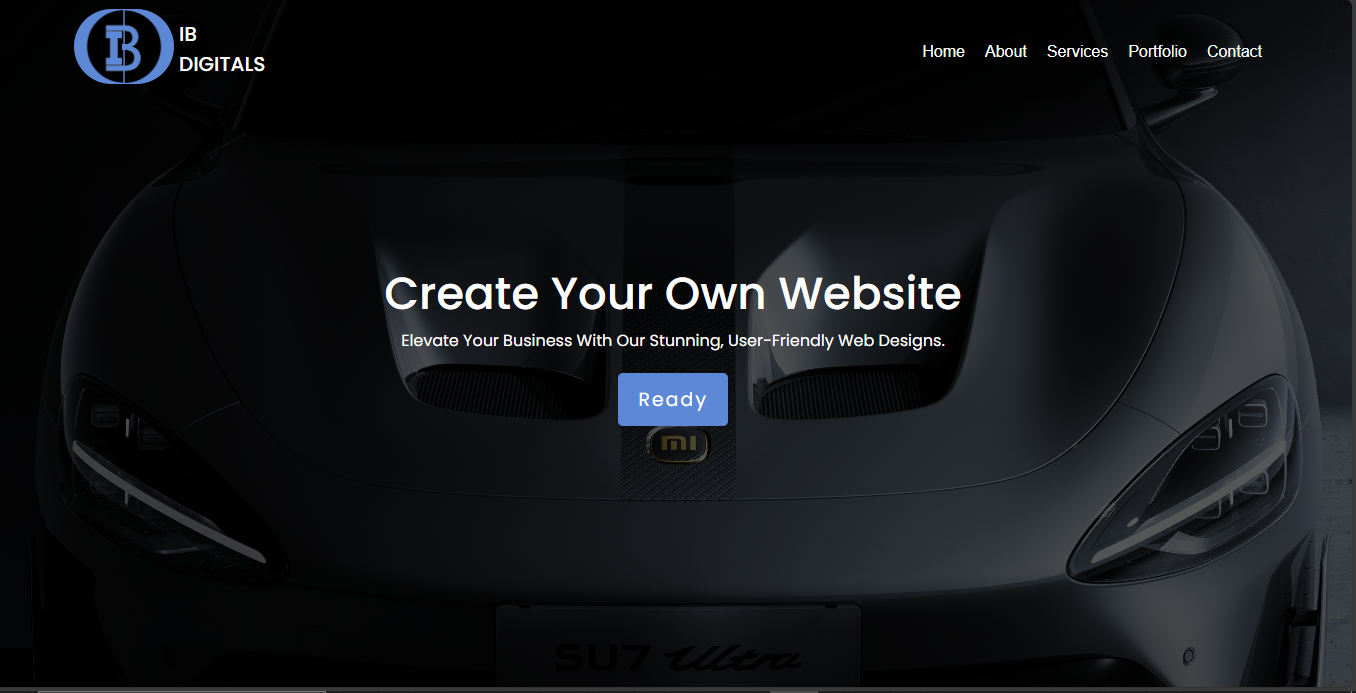 IB
DIGITALS
Home About Services Portfolio Contact
Create Your Own Website
Elevate Your Business With Our Stunning, User-Friendly Web Designs.
Ready
mi
SU7 Ultra